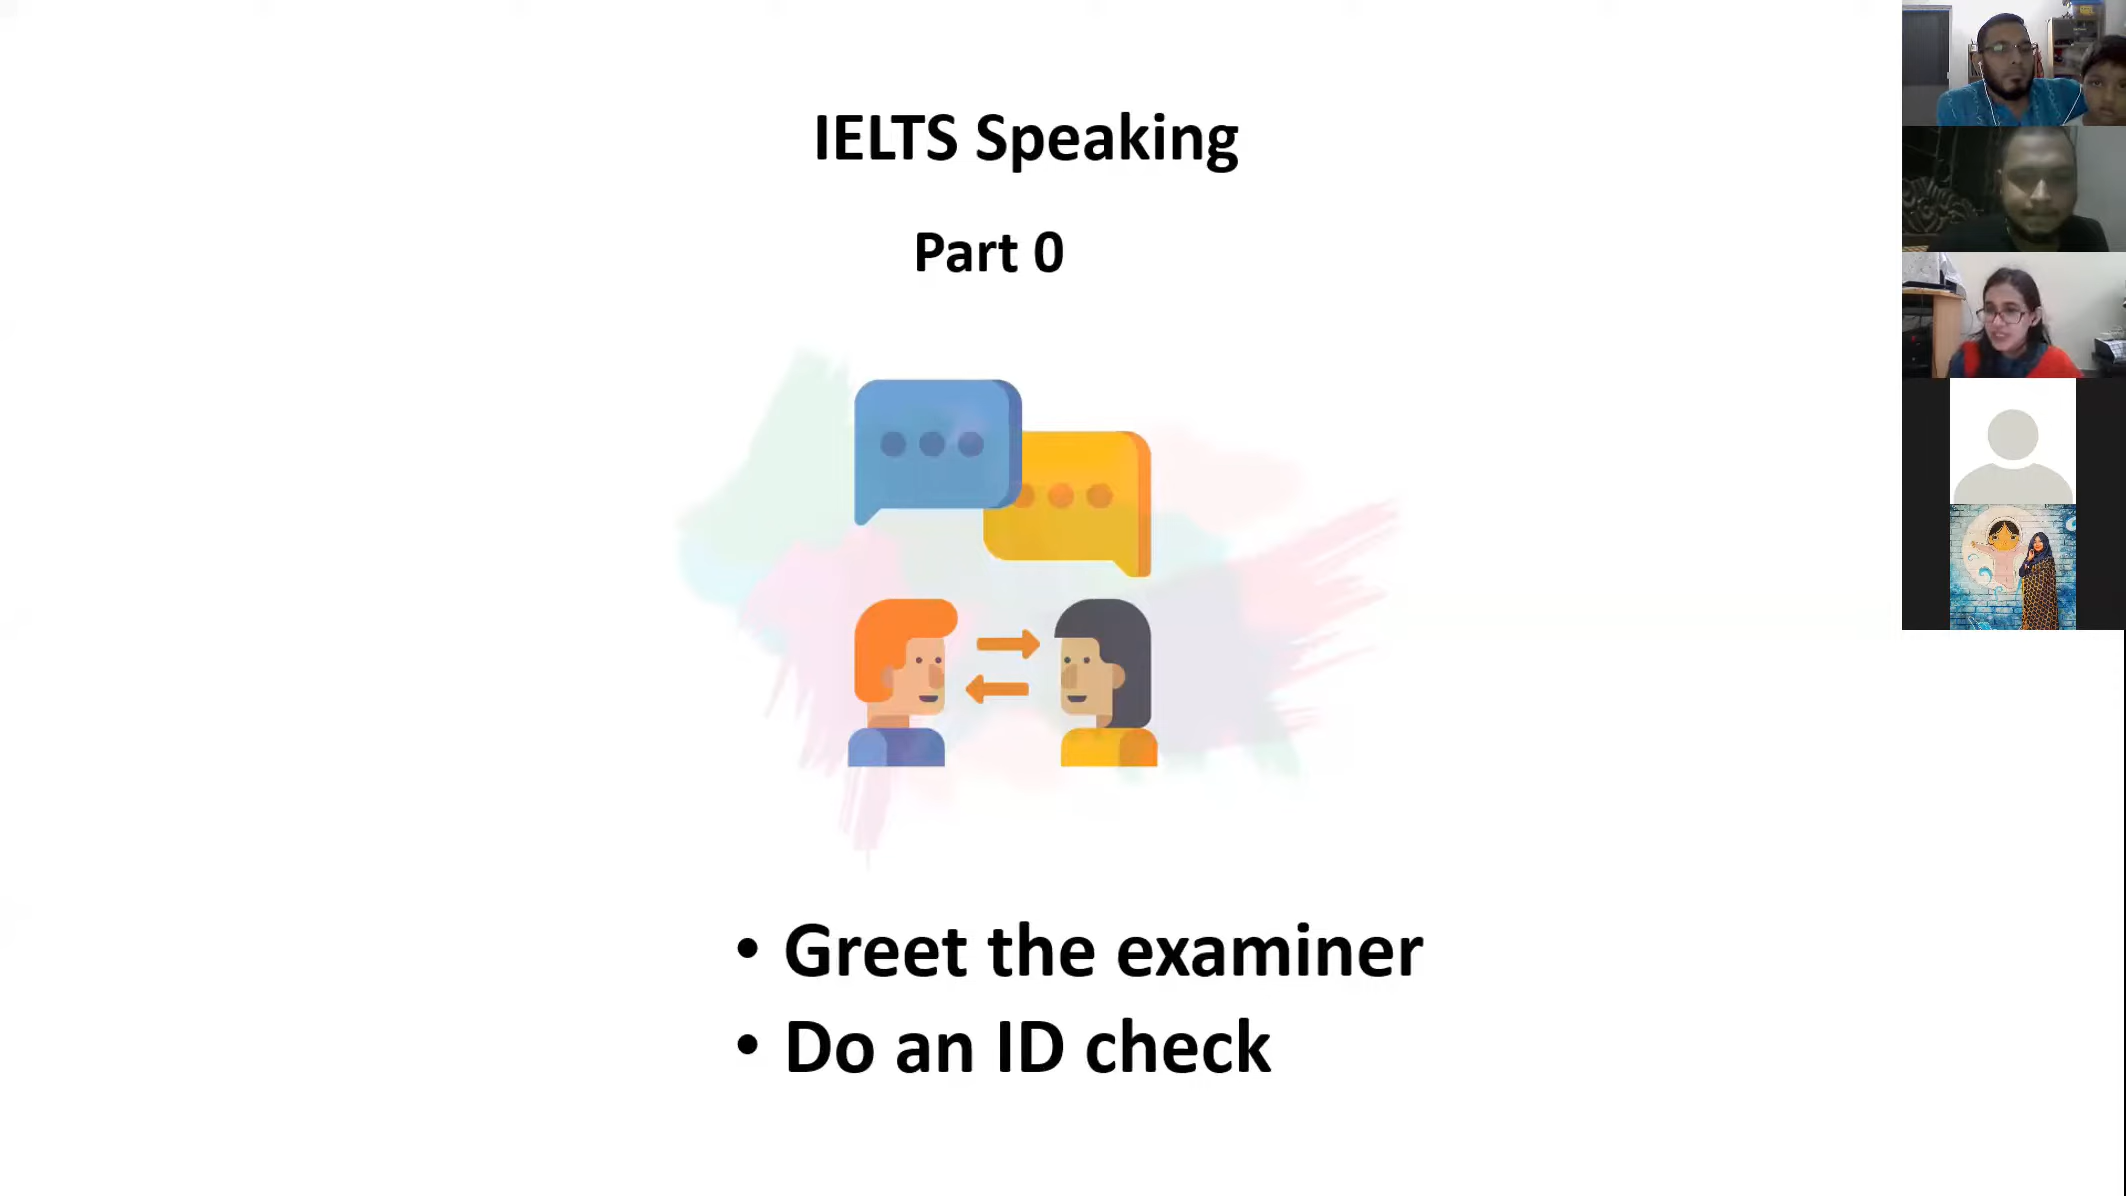 IELTS Speaking
Part 0
• Greet the examiner
• Do an ID check